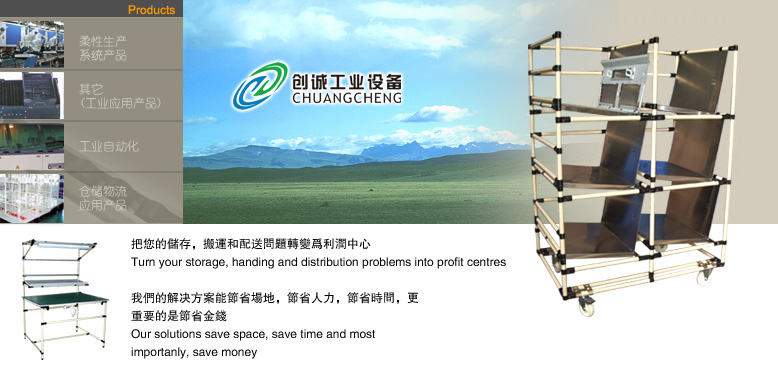 Products
柔性生产
系统产品
其它
(工业应用产品)
工业自动化
仓储物流
应用产品
创诚工业设备
CHUANGCHENG
把您的儲存，搬運和配送問題轉變爲利潤中心
Turn your storage, handing and distribution problems into profit centres
我們的解决方案能節省場地，節省人力，節省時間，更
重要的是節省金錢
Our solutions save space, save time and most
importanly, save money